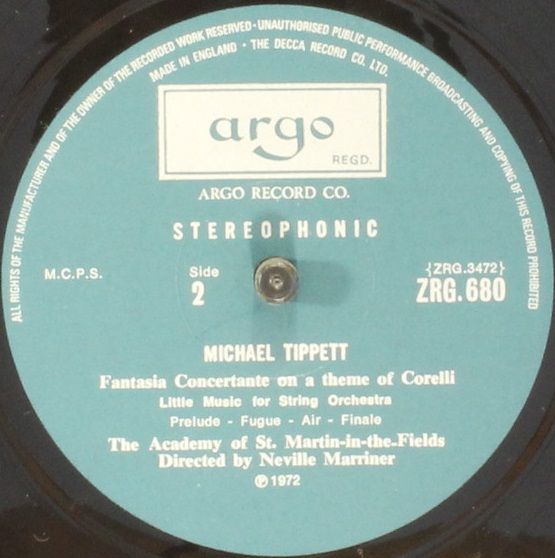 ALL RIGHTS OF THE MANUFACTURER AND OF THE OWNER OF THE RECORDED WORK RESERVED · UNAUTHORISED PUBLIC PERFORMANCE BROADCASTING AND COPYING OF THIS RECORD PROHIBITED
MADE IN ENGLAND · THE DECCA RECORD CO. LTD.
argo
REGD.
ARGO RECORD CO.
STEREOPHONIC
M.C.P.S.
Side
2
{ZRG.3472}
ZRG.680
MICHAEL TIPPETT
Fantasia Concertante on a theme of Corelli
Little Music for String Orchestra
Prelude - Fugue - Air - Finale
The Academy of St. Martin-in-the-Fields
Directed by Neville Marriner
℗ 1972